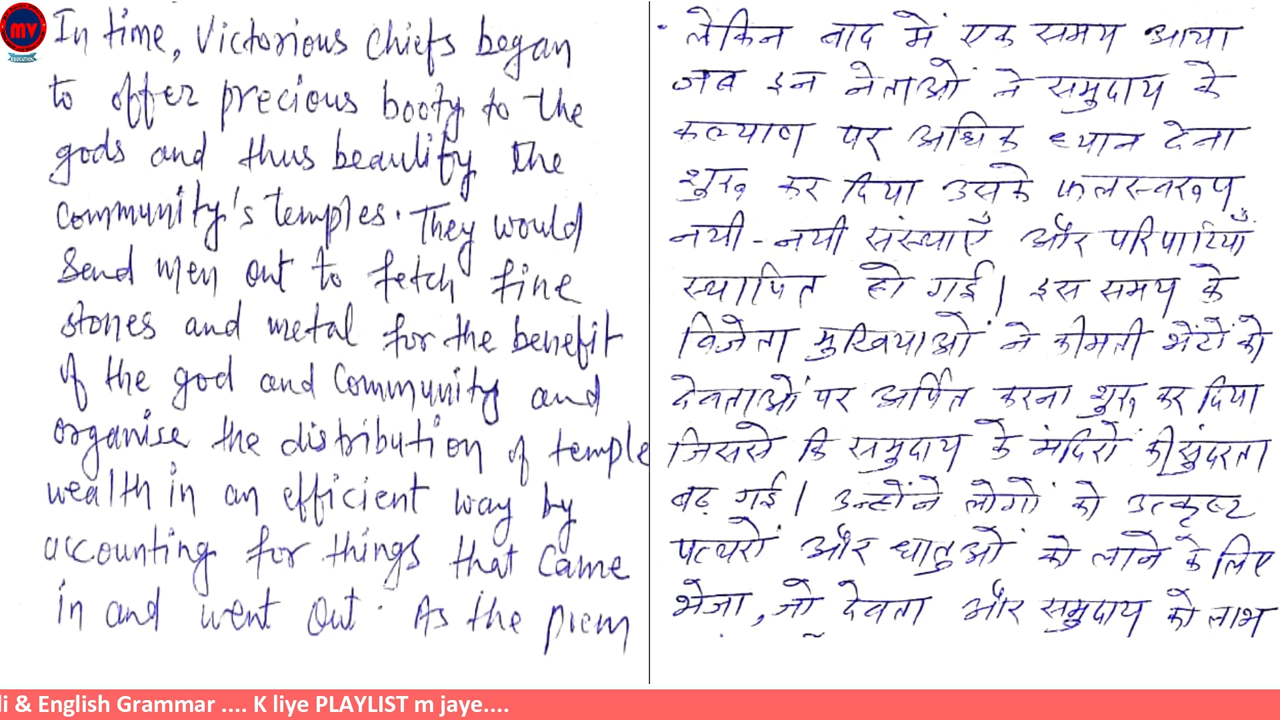 mv
EDUCATION
In time, Victorious chiefs began
to offer precious booty to the
gods and thus beautify the
Community's temples. They would
Send men out to fetch fine
stones and metal for the benefit
of the god and Community and
organise the distribution of temple
wealth in an efficient way by
accounting for things that Came
in and went out. As the poem
लेकिन बाद में एक समय आया
जब इन नेताओं ने समुदाय के
कल्याण पर अधिक ध्यान देना
शुरू कर दिया उसके फलस्वरूप
नयी-नयी संस्थाएँ और परिपाटियाँ
स्थापित हो गई। इस समय के
विजेता मुखियाओं ने कीमती भेंटों को
देवताओं पर अर्पित करना शुरू कर दिया
जिससे कि समुदाय के मंदिरों की सुंदरता
बढ़ गई। उन्होंने लोगों को उत्कृष्ट
पत्थरों और धातुओं को लाने के लिए
भेजा, जो देवता और समुदाय को लाभ
li & English Grammar .... K liye PLAYLIST m jaye....